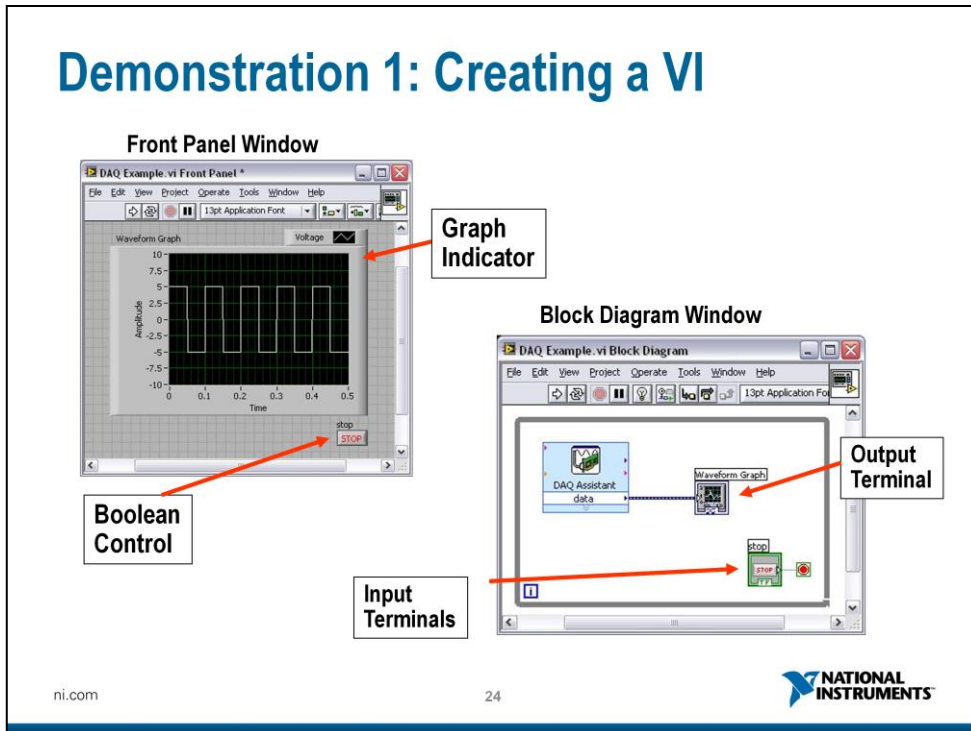 Demonstration 1: Creating a VI
Front Panel Window
DAQ Example.vi Front Panel *
File Edit View Project Operate Tools Window Help
13pt Application Font
Waveform Graph
Voltage
10
7.5
5
2.5
0
-2.5
-5
-7.5
-10
Amplitude
0 0.1 0.2 0.3 0.4 0.5
Time
stop
STOP
Graph
Indicator
Boolean
Control
Block Diagram Window
DAQ Example.vi Block Diagram
File Edit View Project Operate Tools Window Help
13pt Application Fo
DAQ Assistant
data
Waveform Graph
stop
STOP
TF
i
Output
Terminal
Input
Terminals
ni.com
24
NATIONAL
INSTRUMENTS™